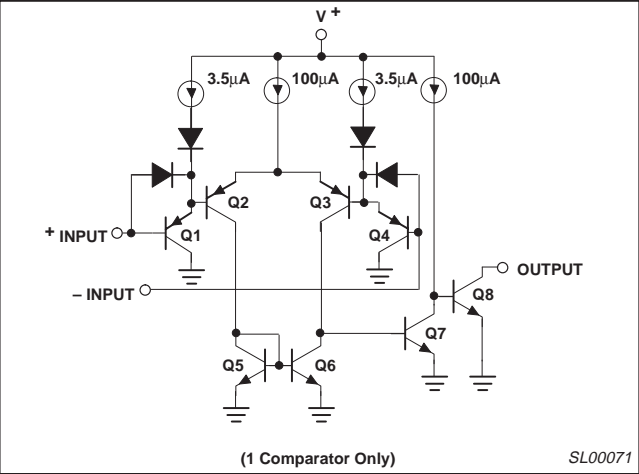 V +
3.5μA 100μA 3.5μA 100μA
Q2 Q3
+ INPUT Q1 Q4
– INPUT OUTPUT
Q8
Q7
Q5 Q6
(1 Comparator Only) SL00071